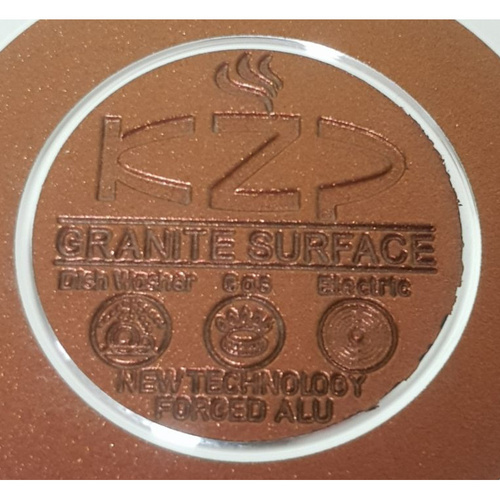 KZP
GRANITE SURFACE
Dish Washer Gas Electric
NEW TECHNOLOGY
FORGED ALU